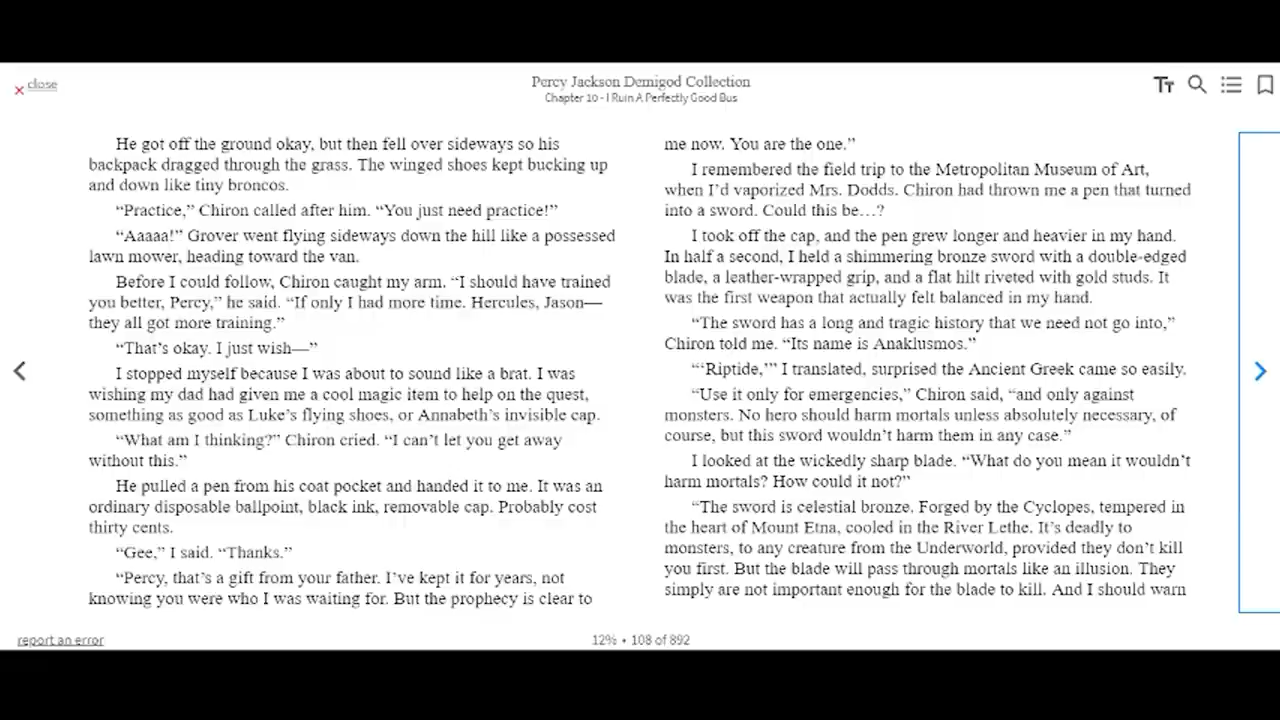 close
Percy Jackson Demigod Collection
Chapter 10 - I Ruin A Perfectly Good Bus
He got off the ground okay, but then fell over sideways so his
backpack dragged through the grass. The winged shoes kept bucking up
and down like tiny broncos.
“Practice,” Chiron called after him. “You just need practice!”
“Aaaaa!” Grover went flying sideways down the hill like a possessed
lawn mower, heading toward the van.
Before I could follow, Chiron caught my arm. “I should have trained
you better, Percy,” he said. “If only I had more time. Hercules, Jason—
they all got more training.”
“That’s okay. I just wish—”
I stopped myself because I was about to sound like a brat. I was
wishing my dad had given me a cool magic item to help on the quest,
something as good as Luke’s flying shoes, or Annabeth’s invisible cap.
“What am I thinking?” Chiron cried. “I can’t let you get away
without this.”
He pulled a pen from his coat pocket and handed it to me. It was an
ordinary disposable ballpoint, black ink, removable cap. Probably cost
thirty cents.
“Gee,” I said. “Thanks.”
“Percy, that’s a gift from your father. I’ve kept it for years, not
knowing you were who I was waiting for. But the prophecy is clear to
me now. You are the one.”
I remembered the field trip to the Metropolitan Museum of Art,
when I’d vaporized Mrs. Dodds. Chiron had thrown me a pen that turned
into a sword. Could this be…?
I took off the cap, and the pen grew longer and heavier in my hand.
In half a second, I held a shimmering bronze sword with a double-edged
blade, a leather-wrapped grip, and a flat hilt riveted with gold studs. It
was the first weapon that actually felt balanced in my hand.
“The sword has a long and tragic history that we need not go into,”
Chiron told me. “Its name is Anaklusmos.”
“‘Riptide,’” I translated, surprised the Ancient Greek came so easily.
“Use it only for emergencies,” Chiron said, “and only against
monsters. No hero should harm mortals unless absolutely necessary, of
course, but this sword wouldn’t harm them in any case.”
I looked at the wickedly sharp blade. “What do you mean it wouldn’t
harm mortals? How could it not?”
“The sword is celestial bronze. Forged by the Cyclopes, tempered in
the heart of Mount Etna, cooled in the River Lethe. It’s deadly to
monsters, to any creature from the Underworld, provided they don’t kill
you first. But the blade will pass through mortals like an illusion. They
simply are not important enough for the blade to kill. And I should warn
report an error
12% • 108 of 892